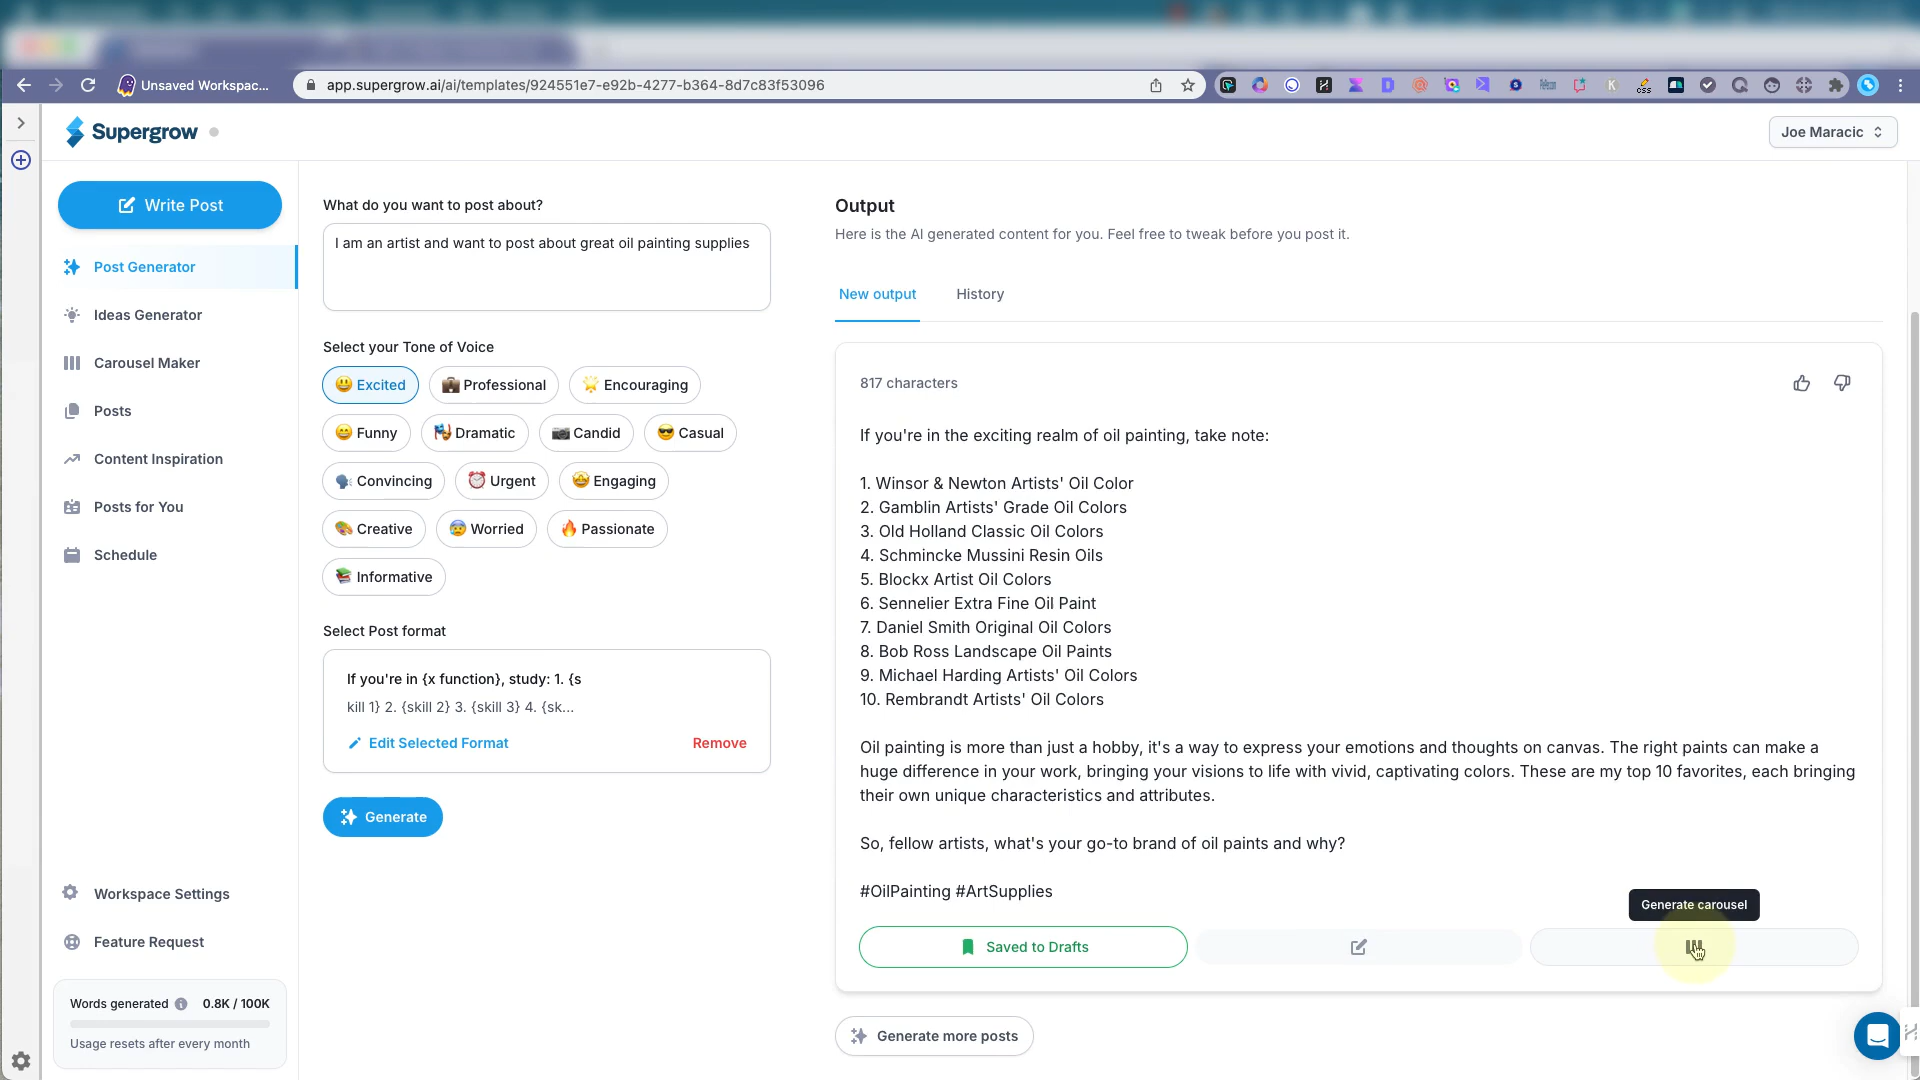 Unsaved Workspac...
app.supergrow.ai/ai/templates/924551e7-e92b-4277-b364-8d7c83f53096
Supergrow
Joe Maracic
Write Post
Post Generator
Ideas Generator
Carousel Maker
Posts
Content Inspiration
Posts for You
Schedule
Workspace Settings
Feature Request
Words generated 0.8K / 100K
Usage resets after every month
What do you want to post about?
I am an artist and want to post about great oil painting supplies
Select your Tone of Voice
Excited Professional Encouraging
Funny Dramatic Candid Casual
Convincing Urgent Engaging
Creative Worried Passionate
Informative
Select Post format
If you're in {x function}, study: 1. {s
kill 1} 2. {skill 2} 3. {skill 3} 4. {sk...
Edit Selected Format Remove
Generate
Output
Here is the AI generated content for you. Feel free to tweak before you post it.
New output History
817 characters
If you're in the exciting realm of oil painting, take note:
1. Winsor & Newton Artists' Oil Color
2. Gamblin Artists' Grade Oil Colors
3. Old Holland Classic Oil Colors
4. Schmincke Mussini Resin Oils
5. Blockx Artist Oil Colors
6. Sennelier Extra Fine Oil Paint
7. Daniel Smith Original Oil Colors
8. Bob Ross Landscape Oil Paints
9. Michael Harding Artists' Oil Colors
10. Rembrandt Artists' Oil Colors
Oil painting is more than just a hobby, it's a way to express your emotions and thoughts on canvas. The right paints can make a
huge difference in your work, bringing your visions to life with vivid, captivating colors. These are my top 10 favorites, each bringing
their own unique characteristics and attributes.
So, fellow artists, what's your go-to brand of oil paints and why?
#OilPainting #ArtSupplies
Generate carousel
Saved to Drafts
Generate more posts